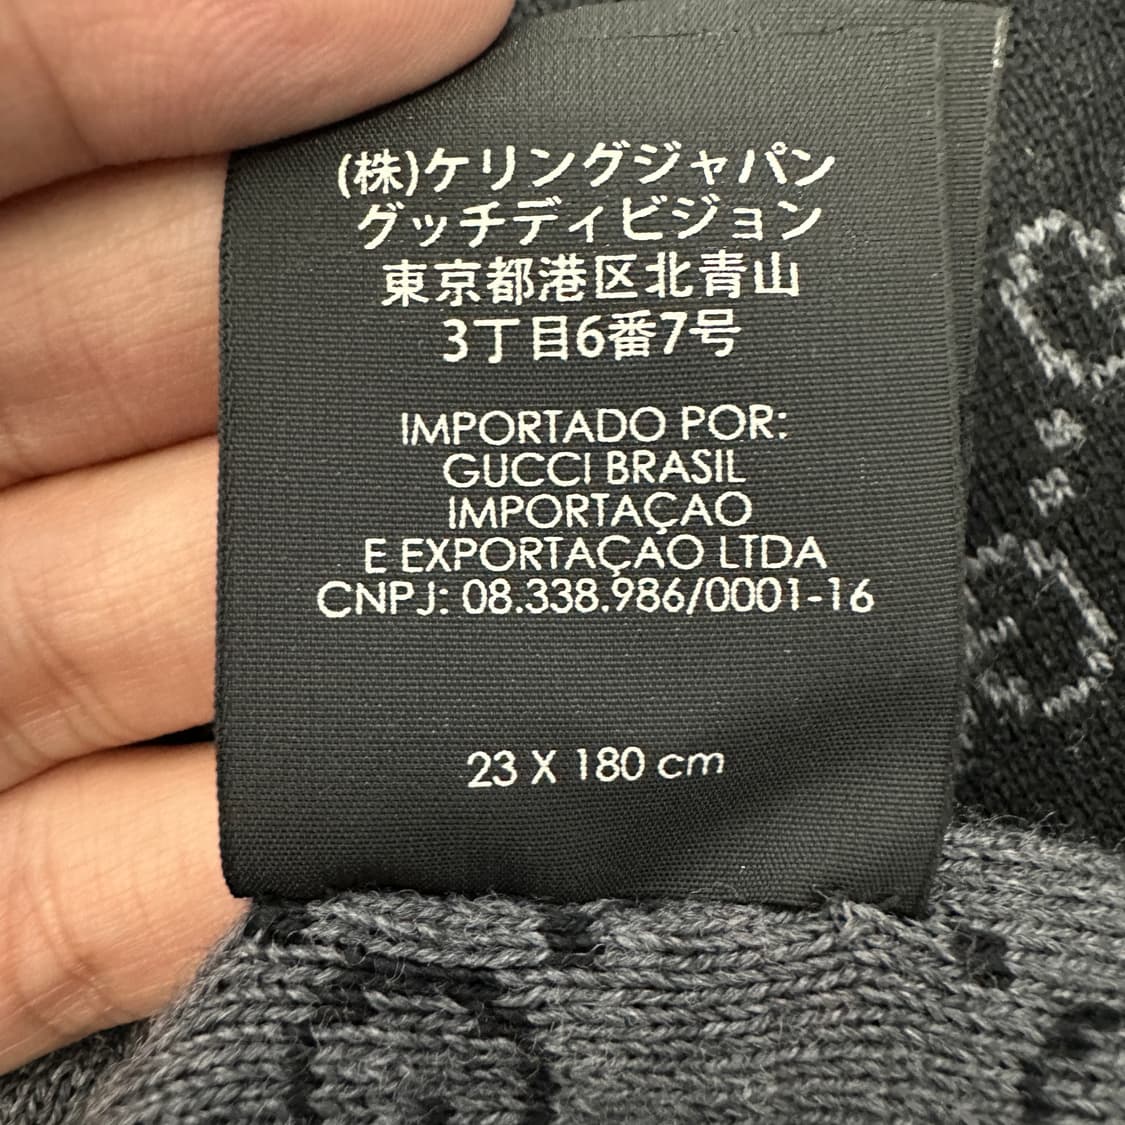 (株)ケリングジャパン
グッチディビジョン
東京都港区北青山
3丁目6番7号
IMPORTADO POR:
GUCCI BRASIL
IMPORTAÇAO
E EXPORTAÇAO LTDA
CNPJ: 08.338.986/0001-16
23 X 180 cm